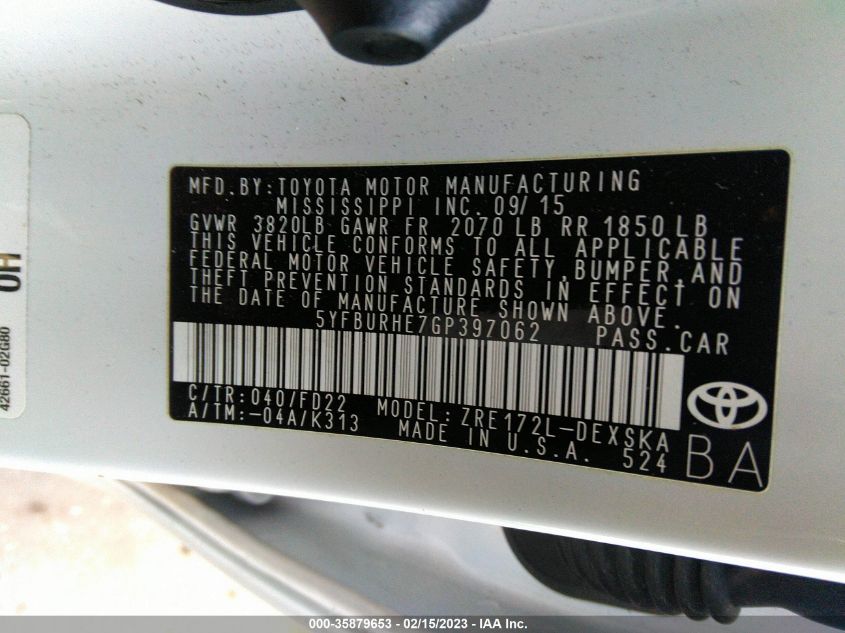 MFD.BY:TOYOTA MOTOR MANUFACTURING
MISSISSIPPI INC. 09/15
GVWR 3820LB GAWR FR 2070 LB RR 1850 LB
THIS VEHICLE CONFORMS TO ALL APPLICABLE
FEDERAL MOTOR VEHICLE SAFETY,BUMPER,AND
THEFT PREVENTION STANDARDS IN EFFECT ON
THE DATE OF MANUFACTURE SHOWN ABOVE.
5YFBURHE7GP397062 PASS.CAR
C/TR:040/FD22
A/TM:-04A/K313
MODEL: ZRE172L-DEXSKA
MADE IN U.S.A. 524
BA
OH
42661-02G80
000-35879653 - 02/15/2023 - IAA Inc.